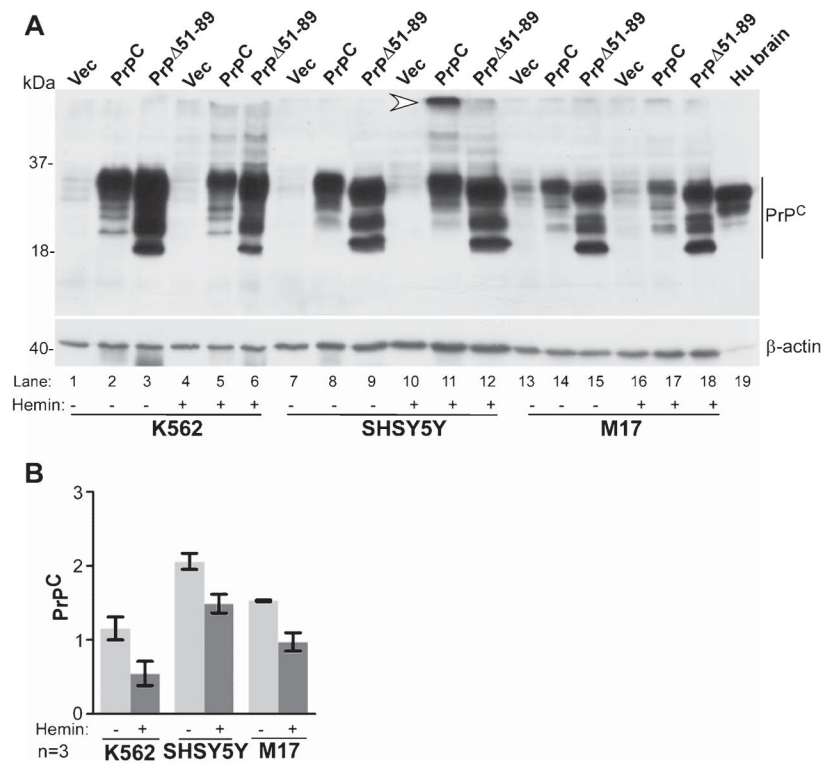 A
Vec PrPC PrPΔ51-89 Vec PrPC PrPΔ51-89 Vec PrPC PrPΔ51-89 Vec PrPC PrPΔ51-89 Vec PrPC PrPΔ51-89 Vec PrPC PrPΔ51-89 Hu brain
kDa
37-
PrPC
18-
40- β-actin
Lane: 1 2 3 4 5 6 7 8 9 10 11 12 13 14 15 16 17 18 19
Hemin: - - - + + + - - - + + + - - - + + +
K562 SHSY5Y M17
B
3
2
1
0
PrPC
Hemin: - + - + - +
n=3 K562 SHSY5Y M17